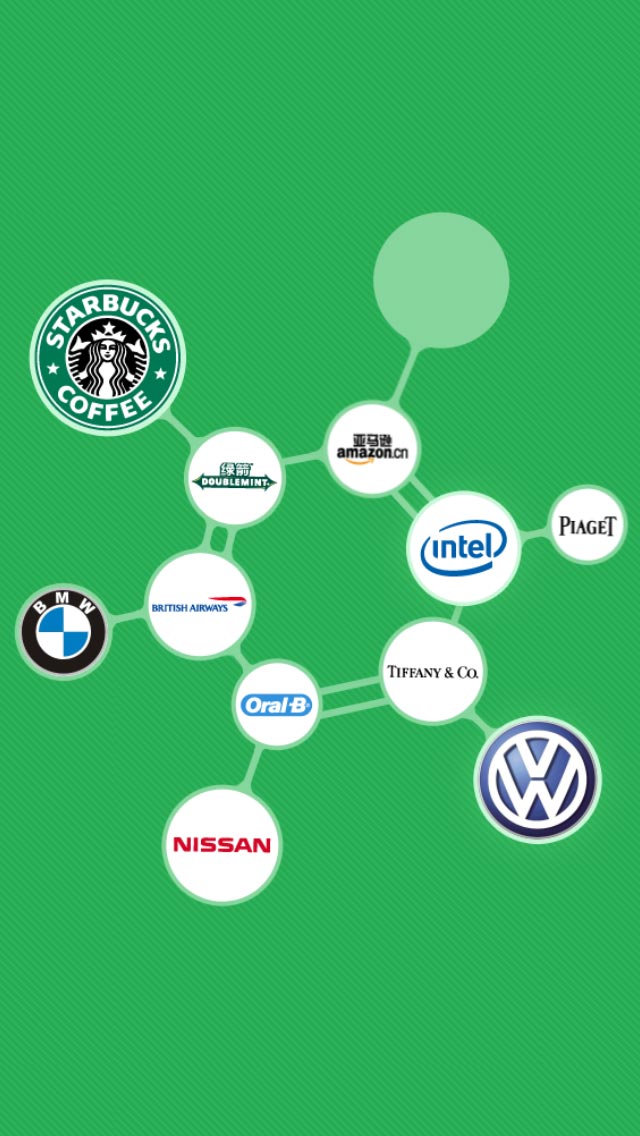 STARBUCKS
COFFEE
亚马逊
amazon.cn
绿箭
DOUBLEMINT.
PIAGET
intel
BRITISH AIRWAYS
BMW
TIFFANY & CO.
Oral-B
VW
NISSAN